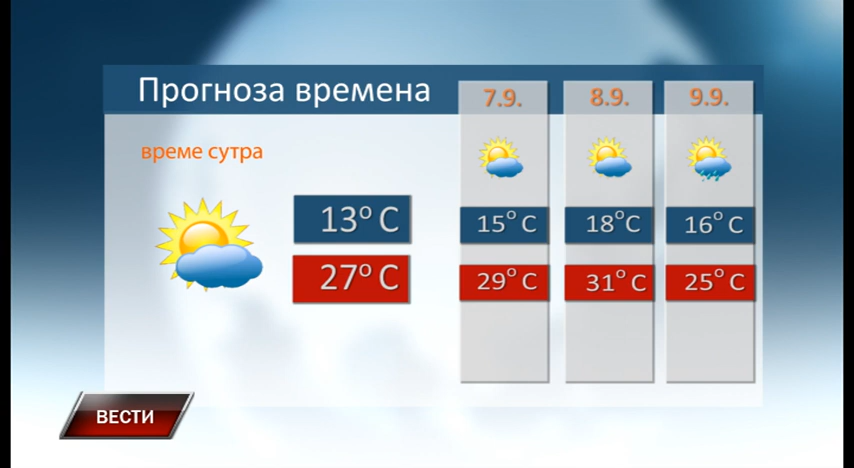 Прогноза времена
време сутра
13° C
27° C
7.9.
15° C
29° C
8.9.
18°C
31° C
9.9.
16° C
25° C
ВЕСТИ